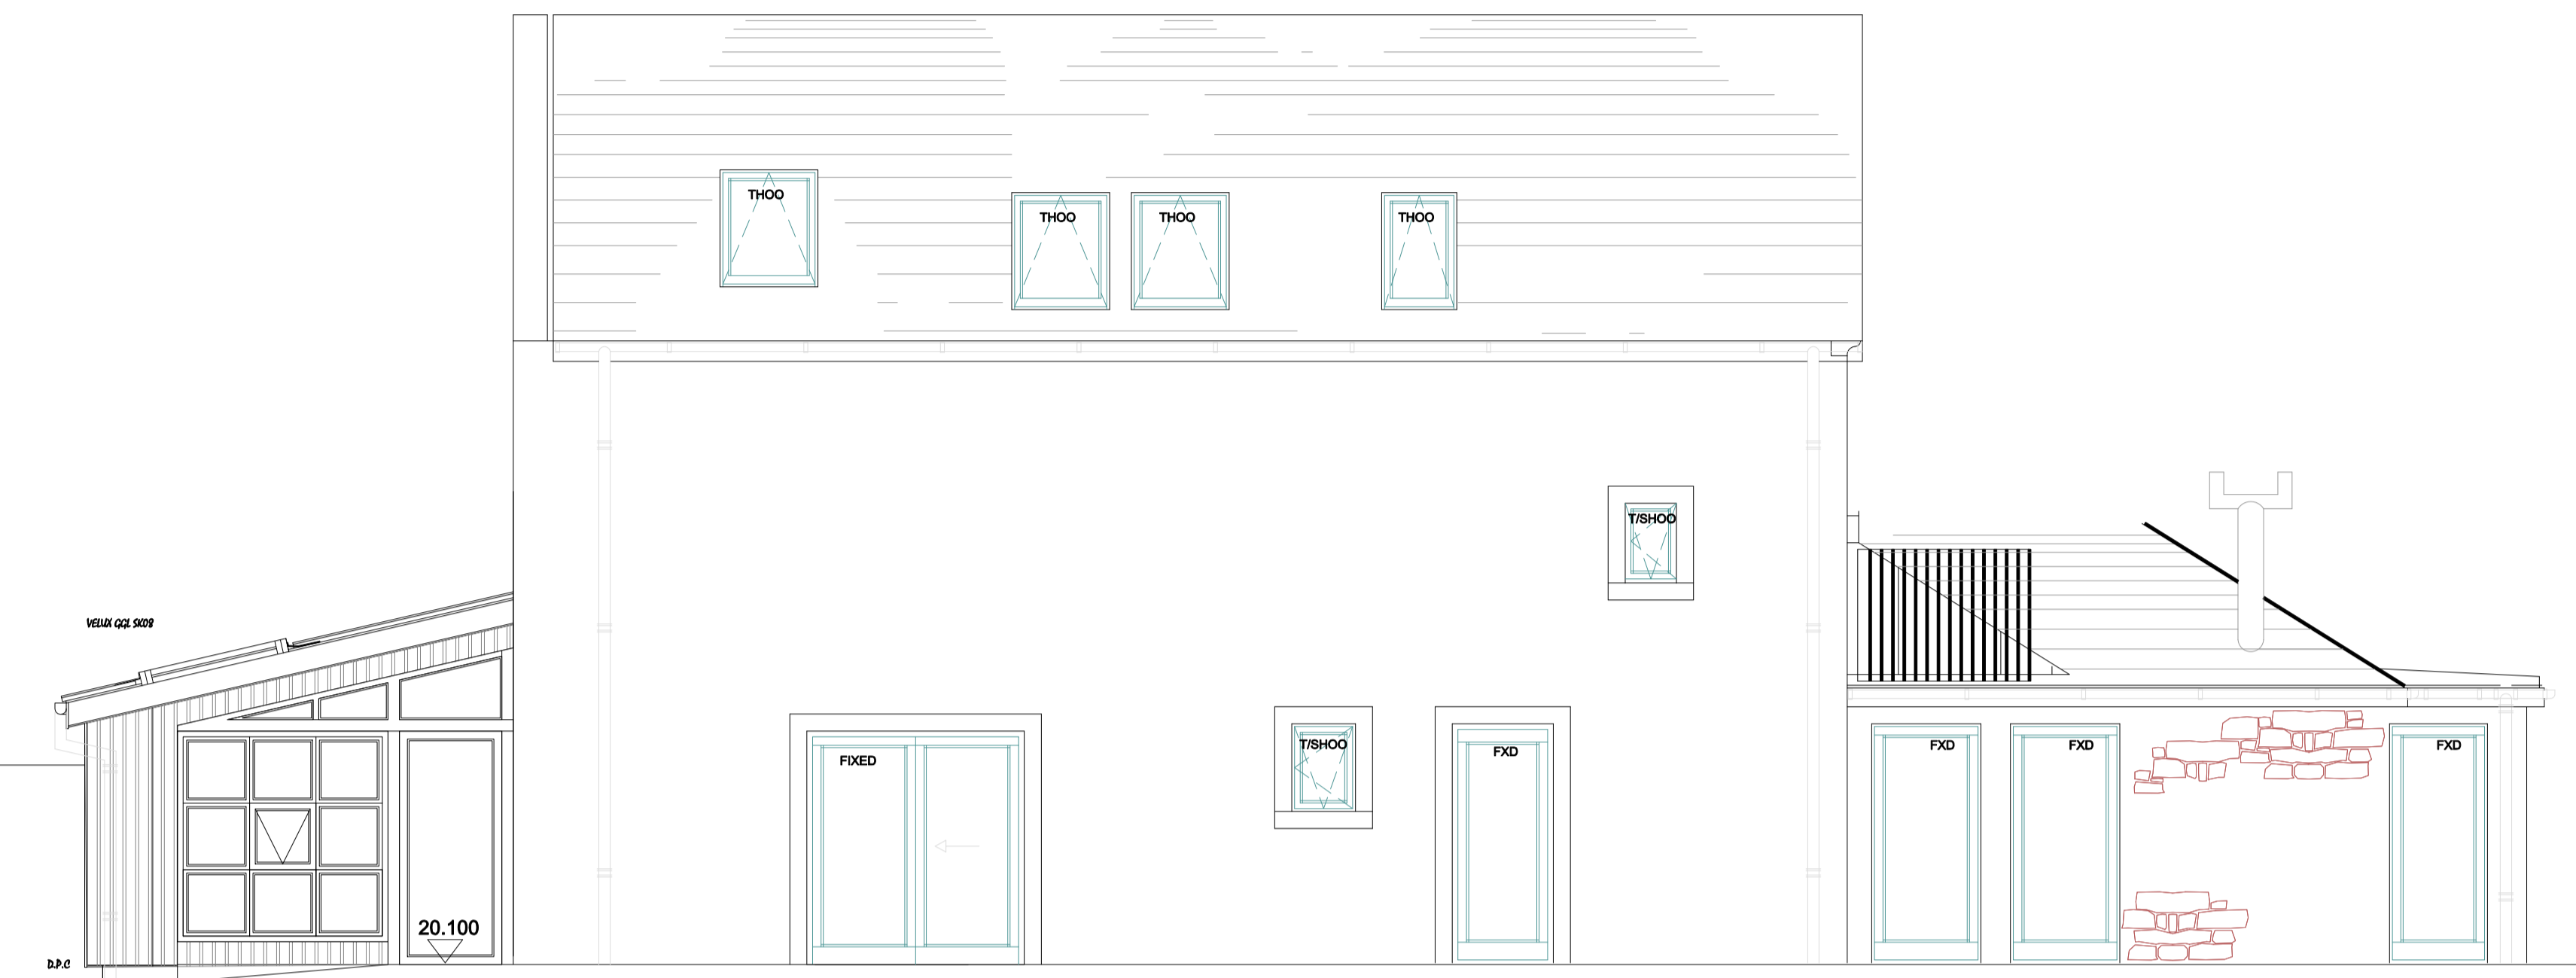 THOO
THOO
THOO
THOO
T/SHOO
VELUX GGL SK08
T/SHOO
FXD
FXD
FXD
FXD
FIXED
20.100
D.P.C